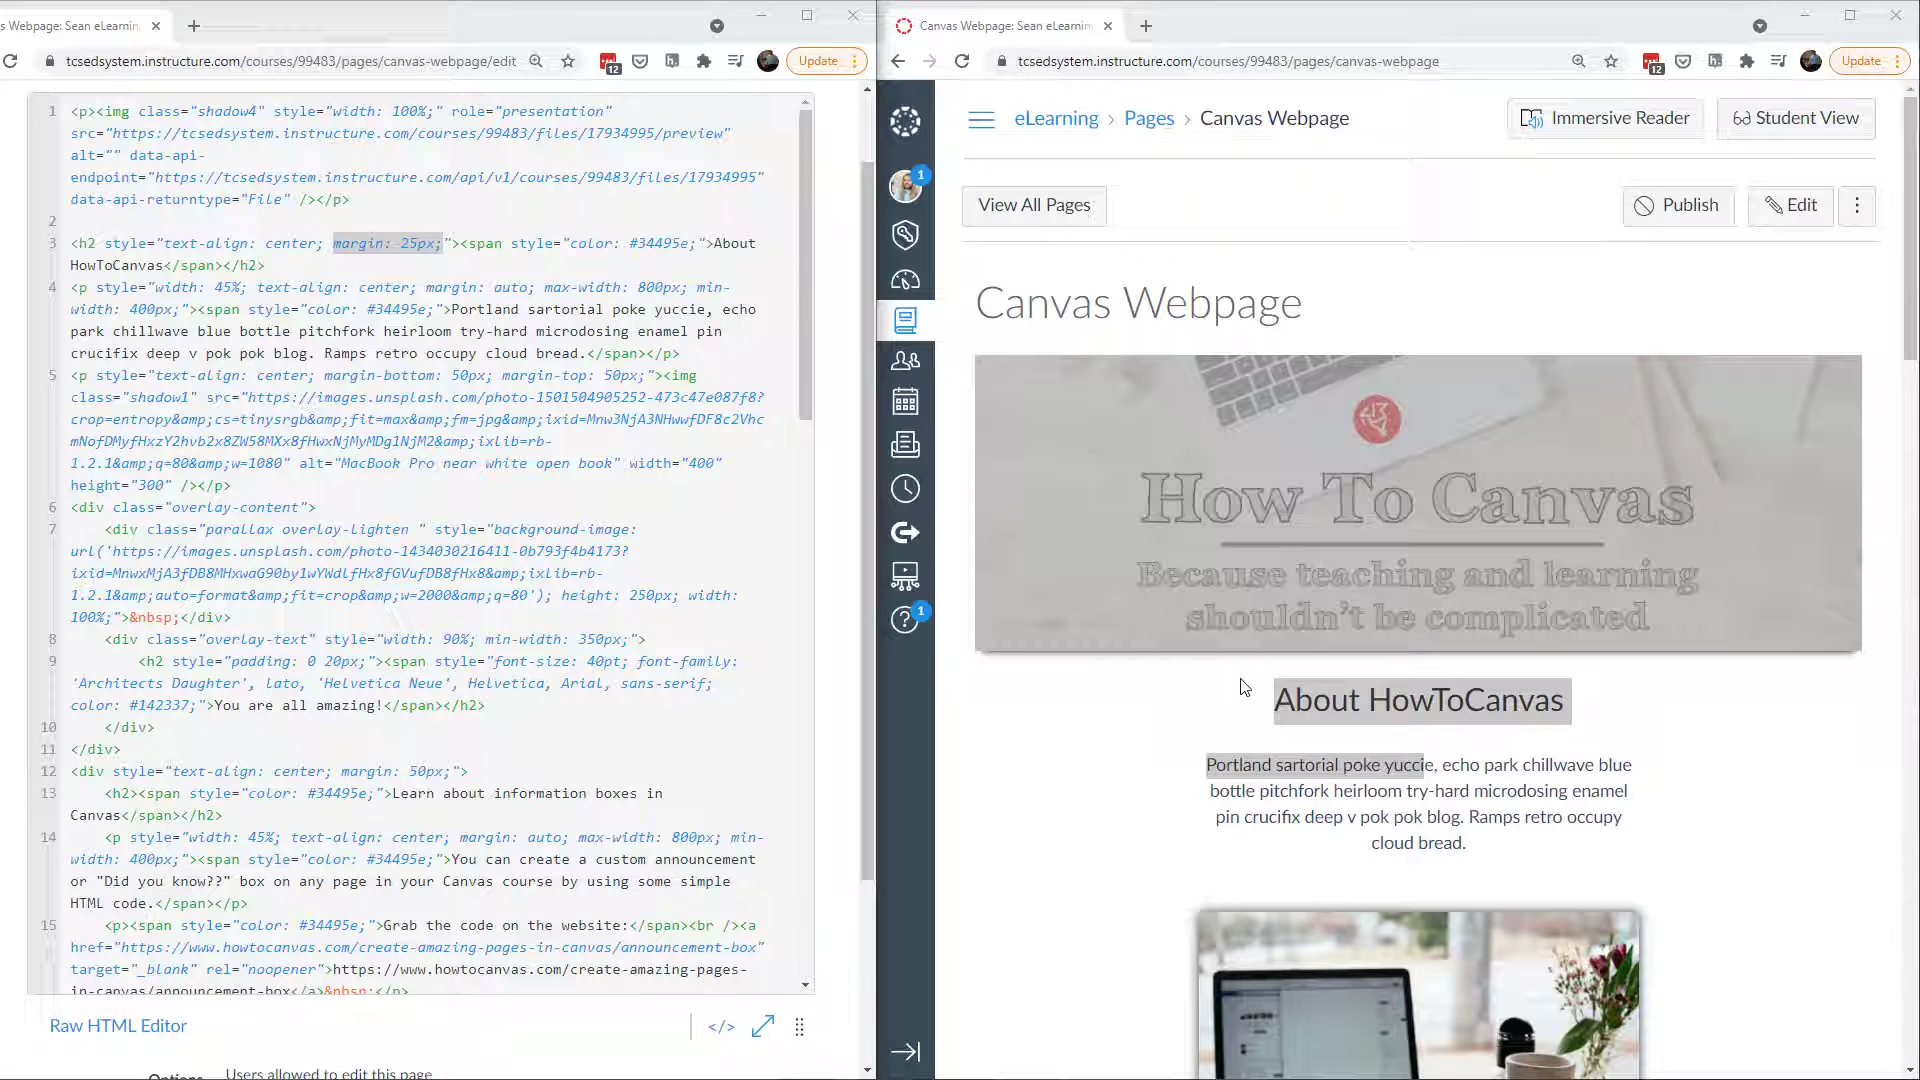 s Webpage: Sean eLearnin
Canvas Webpage: Sean eLearning
tcsedsystem.instructure.com/courses/99483/pages/canvas-webpage/edit
12
Update
tcsedsystem.instructure.com/courses/99483/pages/canvas-webpage
12
Update
1 <p><img class="shadow4" style="width: 100%;" role="presentation"
src="https://tcsedsystem.instructure.com/courses/99483/files/17934995/preview"
alt="" data-api-
endpoint="https://tcsedsystem.instructure.com/api/v1/courses/99483/files/17934995"
data-api-returntype="File" /></p>
2
3 <h2 style="text-align: center; margin: 25px;"><span style="color: #34495e;">About
HowToCanvas</span></h2>
4 <p style="width: 45%; text-align: center; margin: auto; max-width: 800px; min-
width: 400px;"><span style="color: #34495e;">Portland sartorial poke yuccie, echo
park chillwave blue bottle pitchfork heirloom try-hard microdosing enamel pin
crucifix deep v pok pok blog. Ramps retro occupy cloud bread.</span></p>
5 <p style="text-align: center; margin-bottom: 50px; margin-top: 50px;"><img
class="shadow1" src="https://images.unsplash.com/photo-1501504905252-473c47e087f8?
crop=entropy&amp;cs=tinysrgb&amp;fit=max&amp;fm=jpg&amp;ixid=Mnw3NjA3NHwwfDF8c2Vhc
mNofDMyfHxzY2hvb2x8ZW58MXx8fHwxNjMyMDg1NjM2&amp;ixlib=rb-
1.2.1&amp;q=80&amp;w=1080" alt="MacBook Pro near white open book" width="400"
height="300" /></p>
6 <div class="overlay-content">
7 <div class="parallax overlay-lighten " style="background-image:
url('https://images.unsplash.com/photo-1434030216411-0b793f4b4173?
ixid=MnwxMjA3fDB8MHxwaG90by1wYWdlfHx8fGVufDB8fHx8&amp;ixlib=rb-
1.2.1&amp;auto=format&amp;fit=crop&amp;w=2000&amp;q=80'); height: 250px; width:
100%;">&nbsp;</div>
8 <div class="overlay-text" style="width: 90%; min-width: 350px;">
9 <h2 style="padding: 0 20px;"><span style="font-size: 40pt; font-family:
'Architects Daughter', lato, 'Helvetica Neue', Helvetica, Arial, sans-serif;
color: #142337;">You are all amazing!</span></h2>
10 </div>
11 </div>
12 <div style="text-align: center; margin: 50px;">
13 <h2><span style="color: #34495e;">Learn about information boxes in
Canvas</span></h2>
14 <p style="width: 45%; text-align: center; margin: auto; max-width: 800px; min-
width: 400px;"><span style="color: #34495e;">You can create a custom announcement
or "Did you know??" box on any page in your Canvas course by using some simple
HTML code.</span></p>
15 <p><span style="color: #34495e;">Grab the code on the website:</span><br /><a
href="https://www.howtocanvas.com/create-amazing-pages-in-canvas/announcement-box"
target="_blank" rel="noopener">https://www.howtocanvas.com/create-amazing-pages-
in-canvas/announcement-box</a>&nbsp;</p>
Raw HTML Editor
</>
Options Users allowed to edit this page
1
1
eLearning > Pages > Canvas Webpage
Immersive Reader
Student View
View All Pages
Publish
Edit
Canvas Webpage
How To Canvas
Because teaching and learning
shouldn't be complicated
About HowToCanvas
Portland sartorial poke yuccie, echo park chillwave blue
bottle pitchfork heirloom try-hard microdosing enamel
pin crucifix deep v pok pok blog. Ramps retro occupy
cloud bread.